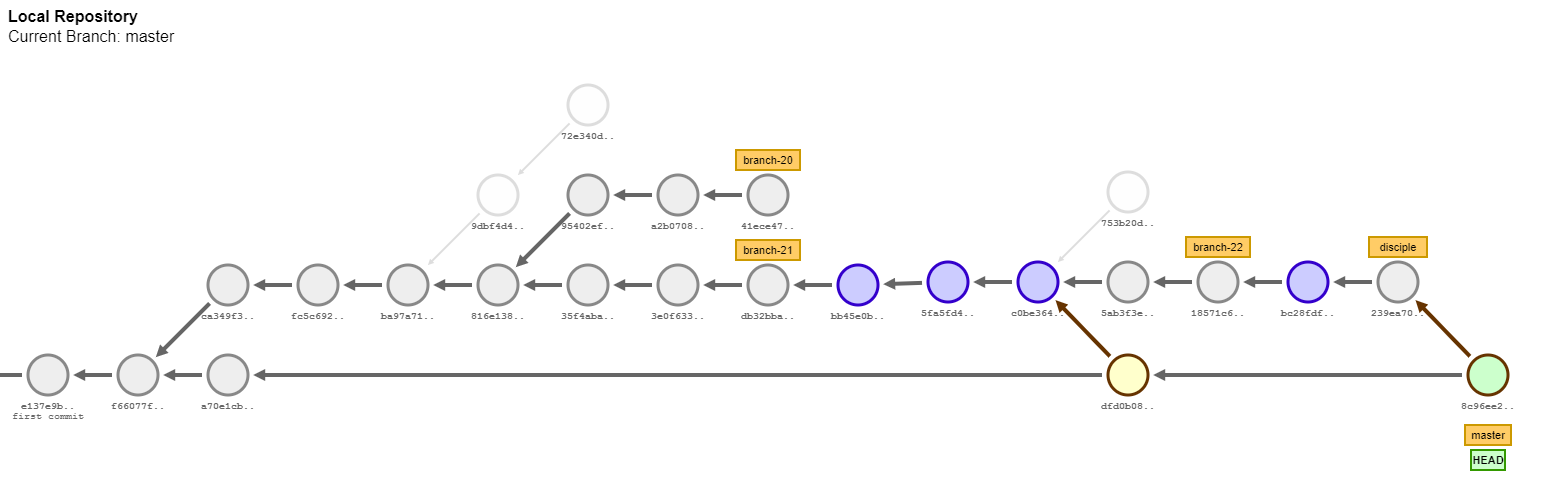 Local Repository
Current Branch: master
72e340d..
branch-20
9dbf4d4..
95402ef..
a2b0708..
41ece47..
753b20d..
branch-21
branch-22
disciple
ca349f3..
fc5c692..
ba97a71..
816e138..
35f4aba..
3e0f633..
db32bba..
bb45e0b..
5fa5fd4..
c0be364..
5ab3f3e..
18571c6..
bc28fdf..
239ea70..
e137e9b..
first commit
f66077f..
a70e1cb..
dfd0b08..
8c96ee2..
master
HEAD